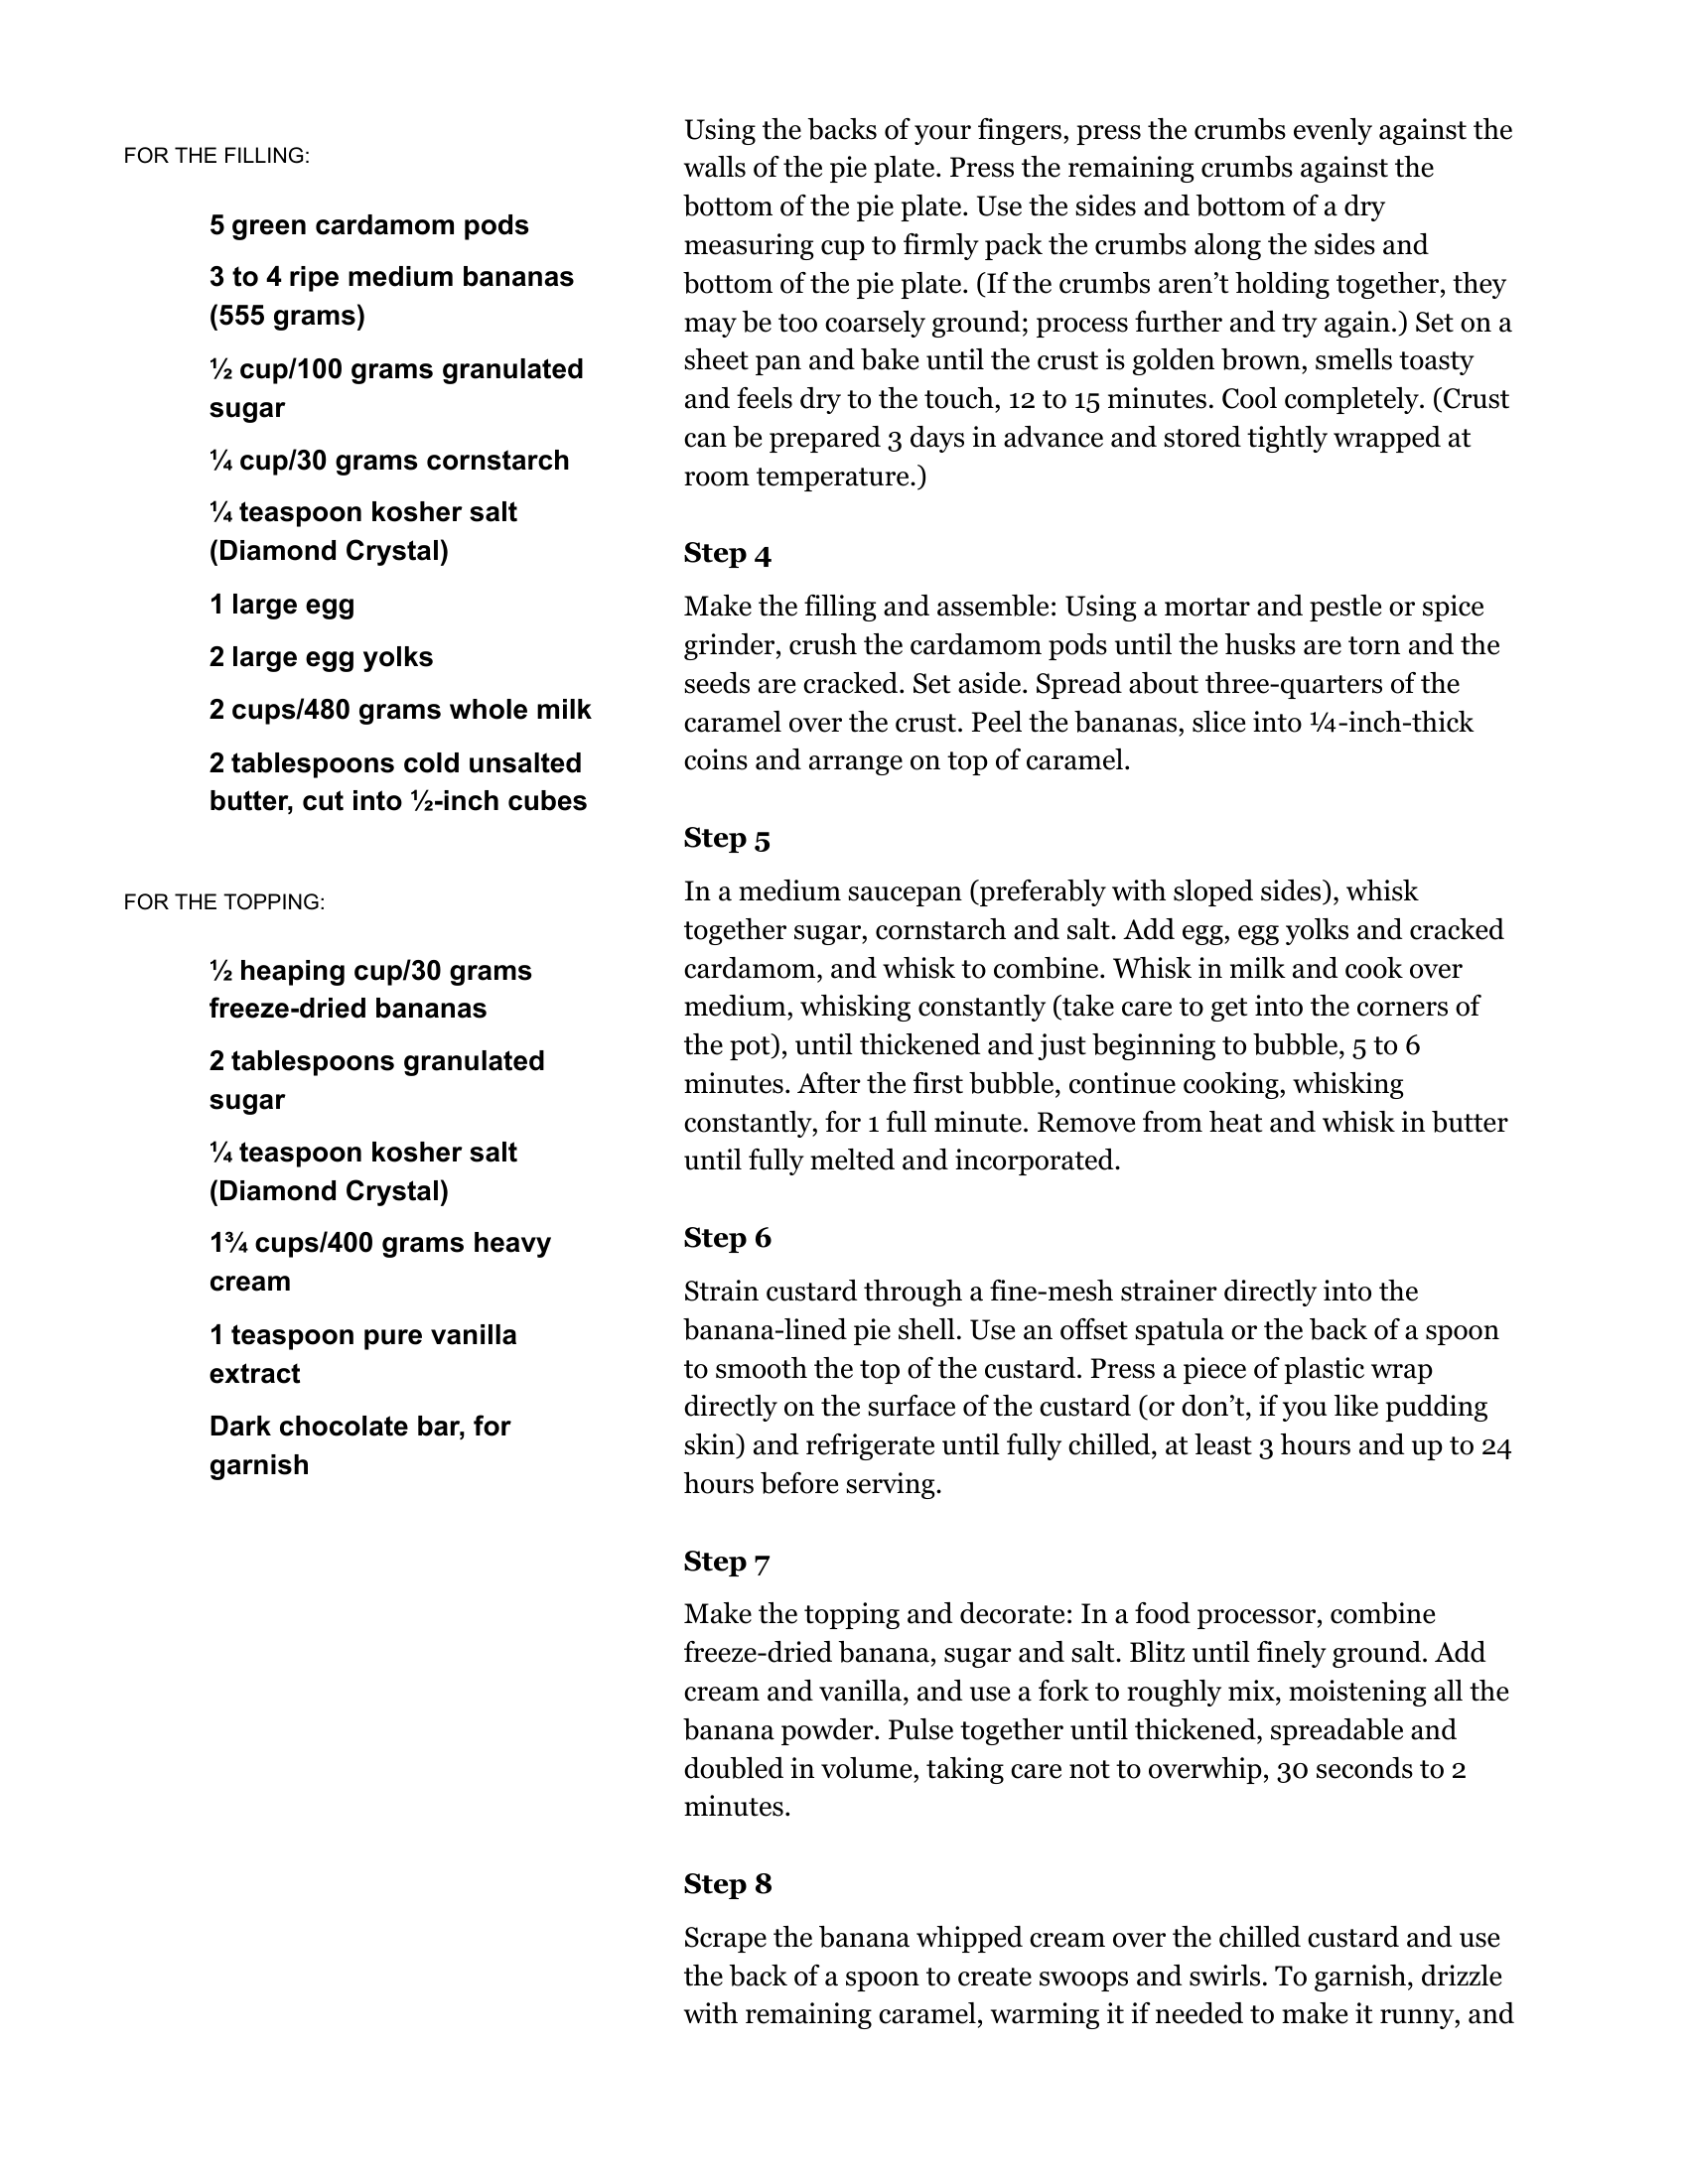 FOR THE FILLING:
5 green cardamom pods
3 to 4 ripe medium bananas
(555 grams)
½ cup/100 grams granulated
sugar
¼ cup/30 grams cornstarch
¼ teaspoon kosher salt
(Diamond Crystal)
1 large egg
2 large egg yolks
2 cups/480 grams whole milk
2 tablespoons cold unsalted
butter, cut into ½-inch cubes
FOR THE TOPPING:
½ heaping cup/30 grams
freeze-dried bananas
2 tablespoons granulated
sugar
¼ teaspoon kosher salt
(Diamond Crystal)
1¾ cups/400 grams heavy
cream
1 teaspoon pure vanilla
extract
Dark chocolate bar, for
garnish
Using the backs of your fingers, press the crumbs evenly against the
walls of the pie plate. Press the remaining crumbs against the
bottom of the pie plate. Use the sides and bottom of a dry
measuring cup to firmly pack the crumbs along the sides and
bottom of the pie plate. (If the crumbs aren’t holding together, they
may be too coarsely ground; process further and try again.) Set on a
sheet pan and bake until the crust is golden brown, smells toasty
and feels dry to the touch, 12 to 15 minutes. Cool completely. (Crust
can be prepared 3 days in advance and stored tightly wrapped at
room temperature.)
Step 4
Make the filling and assemble: Using a mortar and pestle or spice
grinder, crush the cardamom pods until the husks are torn and the
seeds are cracked. Set aside. Spread about three-quarters of the
caramel over the crust. Peel the bananas, slice into ¼-inch-thick
coins and arrange on top of caramel.
Step 5
In a medium saucepan (preferably with sloped sides), whisk
together sugar, cornstarch and salt. Add egg, egg yolks and cracked
cardamom, and whisk to combine. Whisk in milk and cook over
medium, whisking constantly (take care to get into the corners of
the pot), until thickened and just beginning to bubble, 5 to 6
minutes. After the first bubble, continue cooking, whisking
constantly, for 1 full minute. Remove from heat and whisk in butter
until fully melted and incorporated.
Step 6
Strain custard through a fine-mesh strainer directly into the
banana-lined pie shell. Use an offset spatula or the back of a spoon
to smooth the top of the custard. Press a piece of plastic wrap
directly on the surface of the custard (or don’t, if you like pudding
skin) and refrigerate until fully chilled, at least 3 hours and up to 24
hours before serving.
Step 7
Make the topping and decorate: In a food processor, combine
freeze-dried banana, sugar and salt. Blitz until finely ground. Add
cream and vanilla, and use a fork to roughly mix, moistening all the
banana powder. Pulse together until thickened, spreadable and
doubled in volume, taking care not to overwhip, 30 seconds to 2
minutes.
Step 8
Scrape the banana whipped cream over the chilled custard and use
the back of a spoon to create swoops and swirls. To garnish, drizzle
with remaining caramel, warming it if needed to make it runny, and